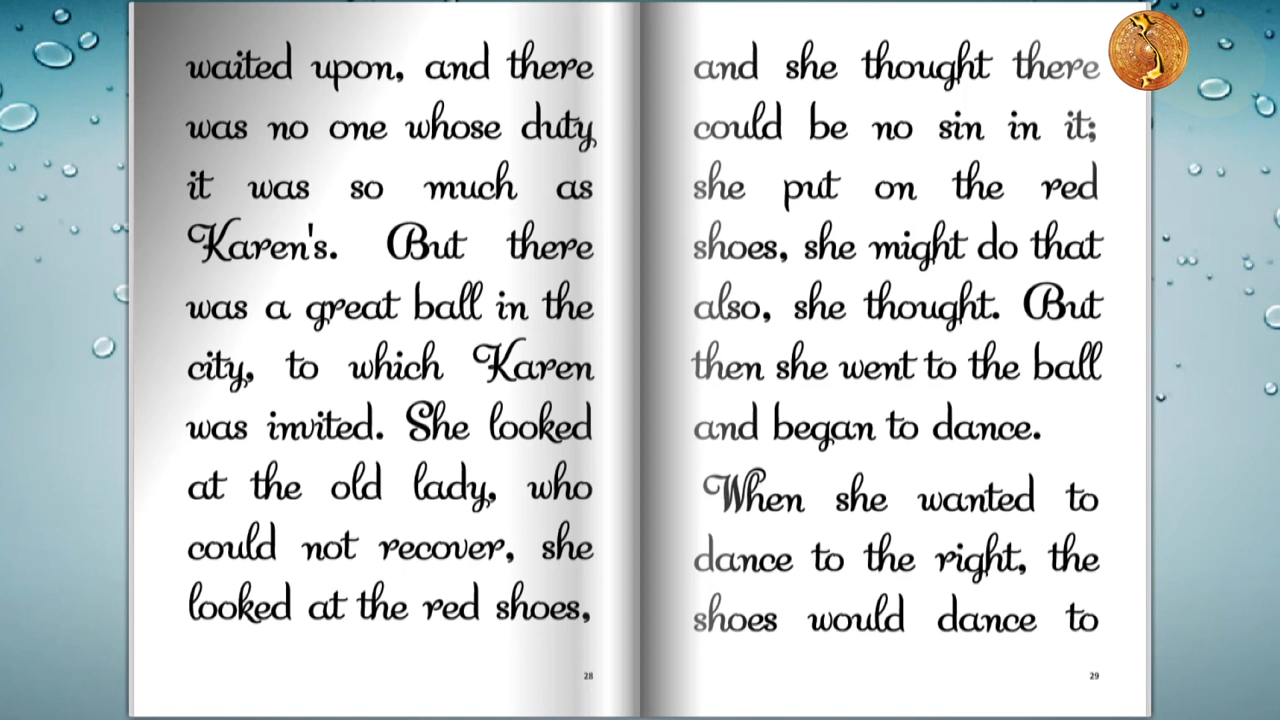 waited upon, and there
was no one whose duty
it was so much as
Karen's. But there
was a great ball in the
city, to which Karen
was invited. She looked
at the old lady, who
could not recover, she
looked at the red shoes,
28
and she thought there
could be no sin in it;
she put on the red
shoes, she might do that
also, she thought. But
then she went to the ball
and began to dance.
When she wanted to
dance to the right, the
shoes would dance to
29